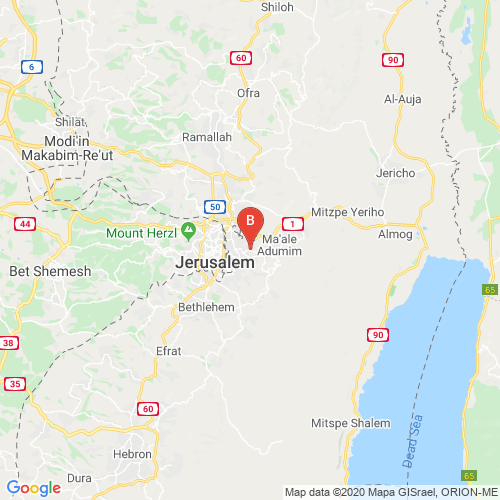 Shiloh
60
90
6
Ofra
Al-Auja
Shilat
Ramallah
Modi'in
Makabim-Re'ut
Jericho
50
B
Mitzpe Yeriho
44
1
Mount Herzl
Almog
Ma'ale
Adumim
Jerusalem
Bet Shemesh
65
Bethlehem
90
38
Efrat
35
60
Mitspe Shalem
Dead Sea
Hebron
65
Dura
Google
Map data ©2020 Mapa GISrael, ORION-ME